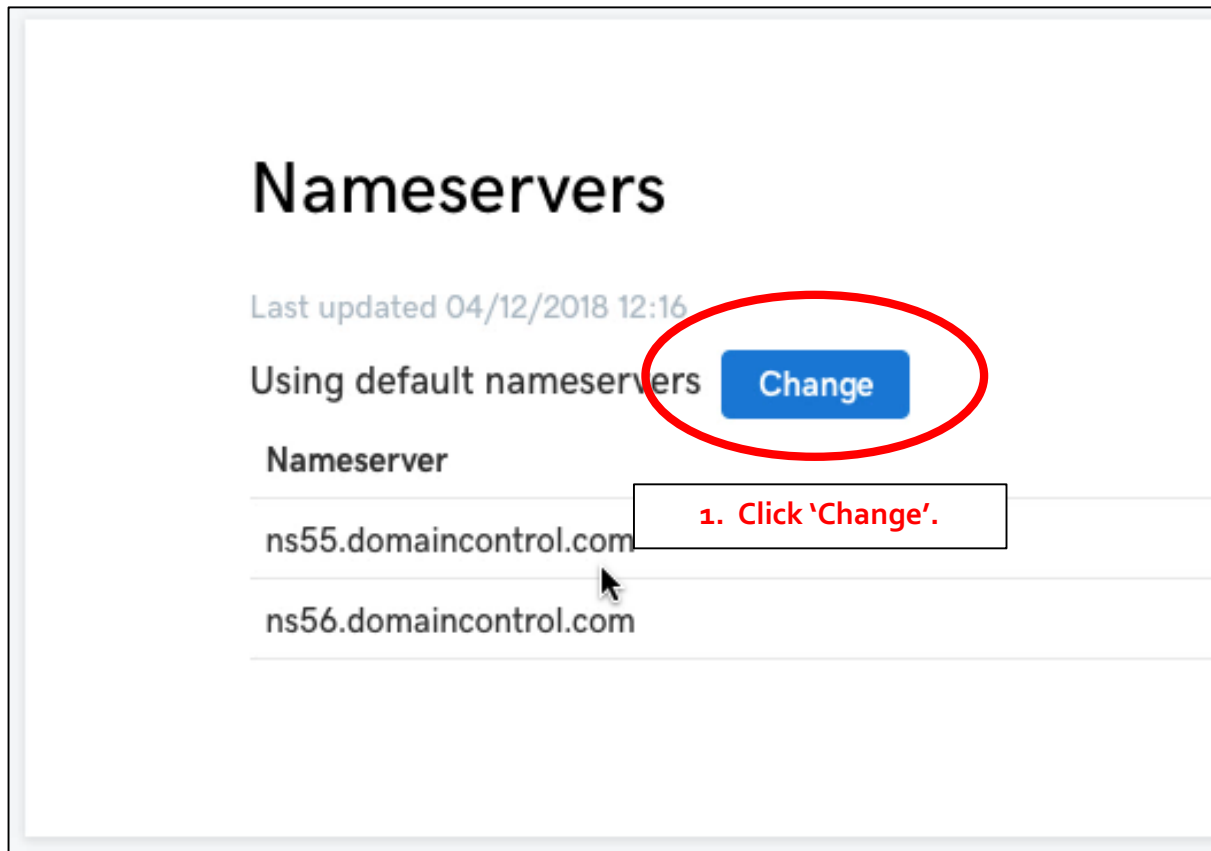 Nameservers
Last updated 04/12/2018 12:16
Using default nameservers Change
Nameserver
1. Click ‘Change’.
ns55.domaincontrol.com
ns56.domaincontrol.com